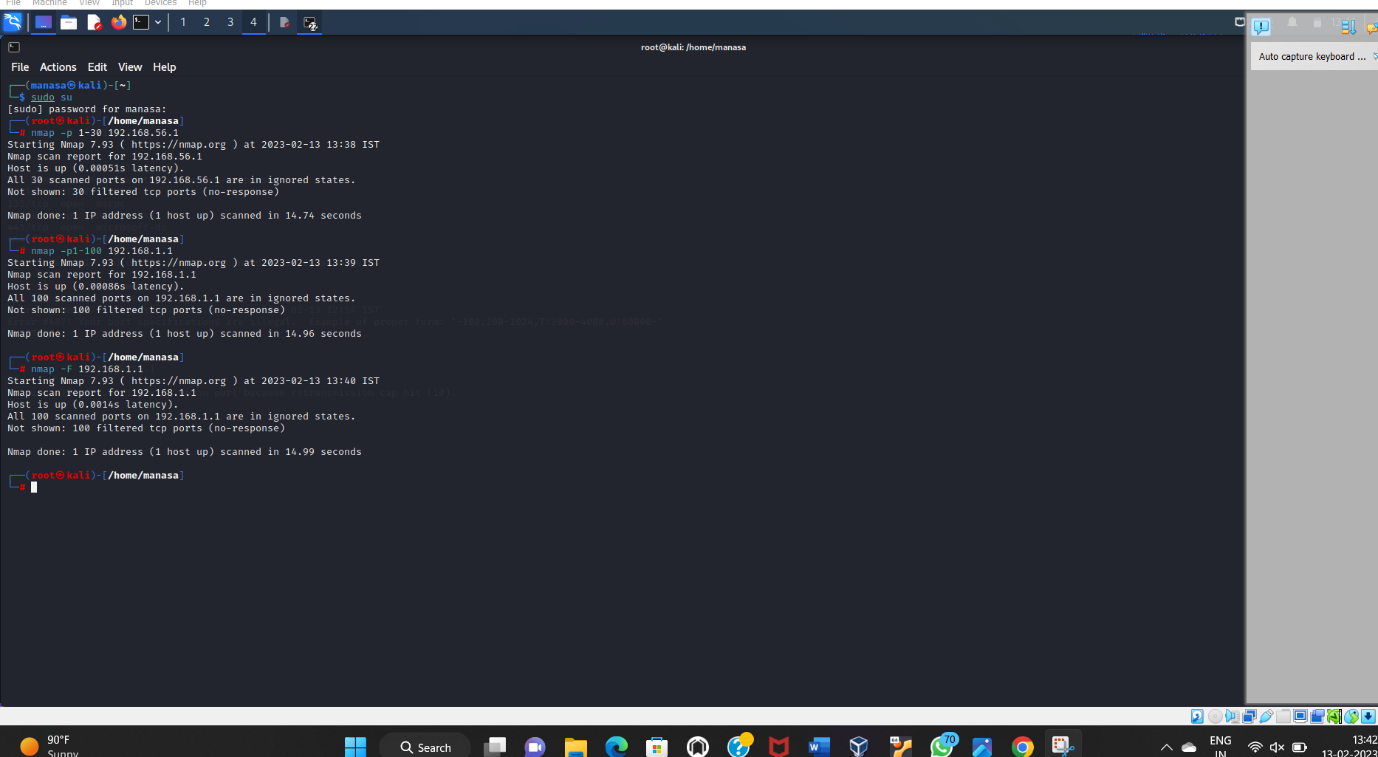 File Machine View Input Devices Help
1 2 3 4
root@kali: /home/manasa
Auto capture keyboard ...
File Actions Edit View Help
┌──(manasa㉿kali)-[~]
└─$ sudo su
[sudo] password for manasa:
┌──(root㉿kali)-[/home/manasa]
└─# nmap -p 1-30 192.168.56.1
Starting Nmap 7.93 ( https://nmap.org ) at 2023-02-13 13:38 IST
Nmap scan report for 192.168.56.1
Host is up (0.00051s latency).
All 30 scanned ports on 192.168.56.1 are in ignored states.
Not shown: 30 filtered tcp ports (no-response)
Nmap done: 1 IP address (1 host up) scanned in 14.74 seconds
┌──(root㉿kali)-[/home/manasa]
└─# nmap -p1-100 192.168.1.1
Starting Nmap 7.93 ( https://nmap.org ) at 2023-02-13 13:39 IST
Nmap scan report for 192.168.1.1
Host is up (0.00086s latency).
All 100 scanned ports on 192.168.1.1 are in ignored states.
Not shown: 100 filtered tcp ports (no-response)
Nmap done: 1 IP address (1 host up) scanned in 14.96 seconds
┌──(root㉿kali)-[/home/manasa]
└─# nmap -F 192.168.1.1
Starting Nmap 7.93 ( https://nmap.org ) at 2023-02-13 13:40 IST
Nmap scan report for 192.168.1.1
Host is up (0.0014s latency).
All 100 scanned ports on 192.168.1.1 are in ignored states.
Not shown: 100 filtered tcp ports (no-response)
Nmap done: 1 IP address (1 host up) scanned in 14.99 seconds
┌──(root㉿kali)-[/home/manasa]
└─#
90°F
Sunny
Search
70
ENG
IN
13:42
13-02-2023